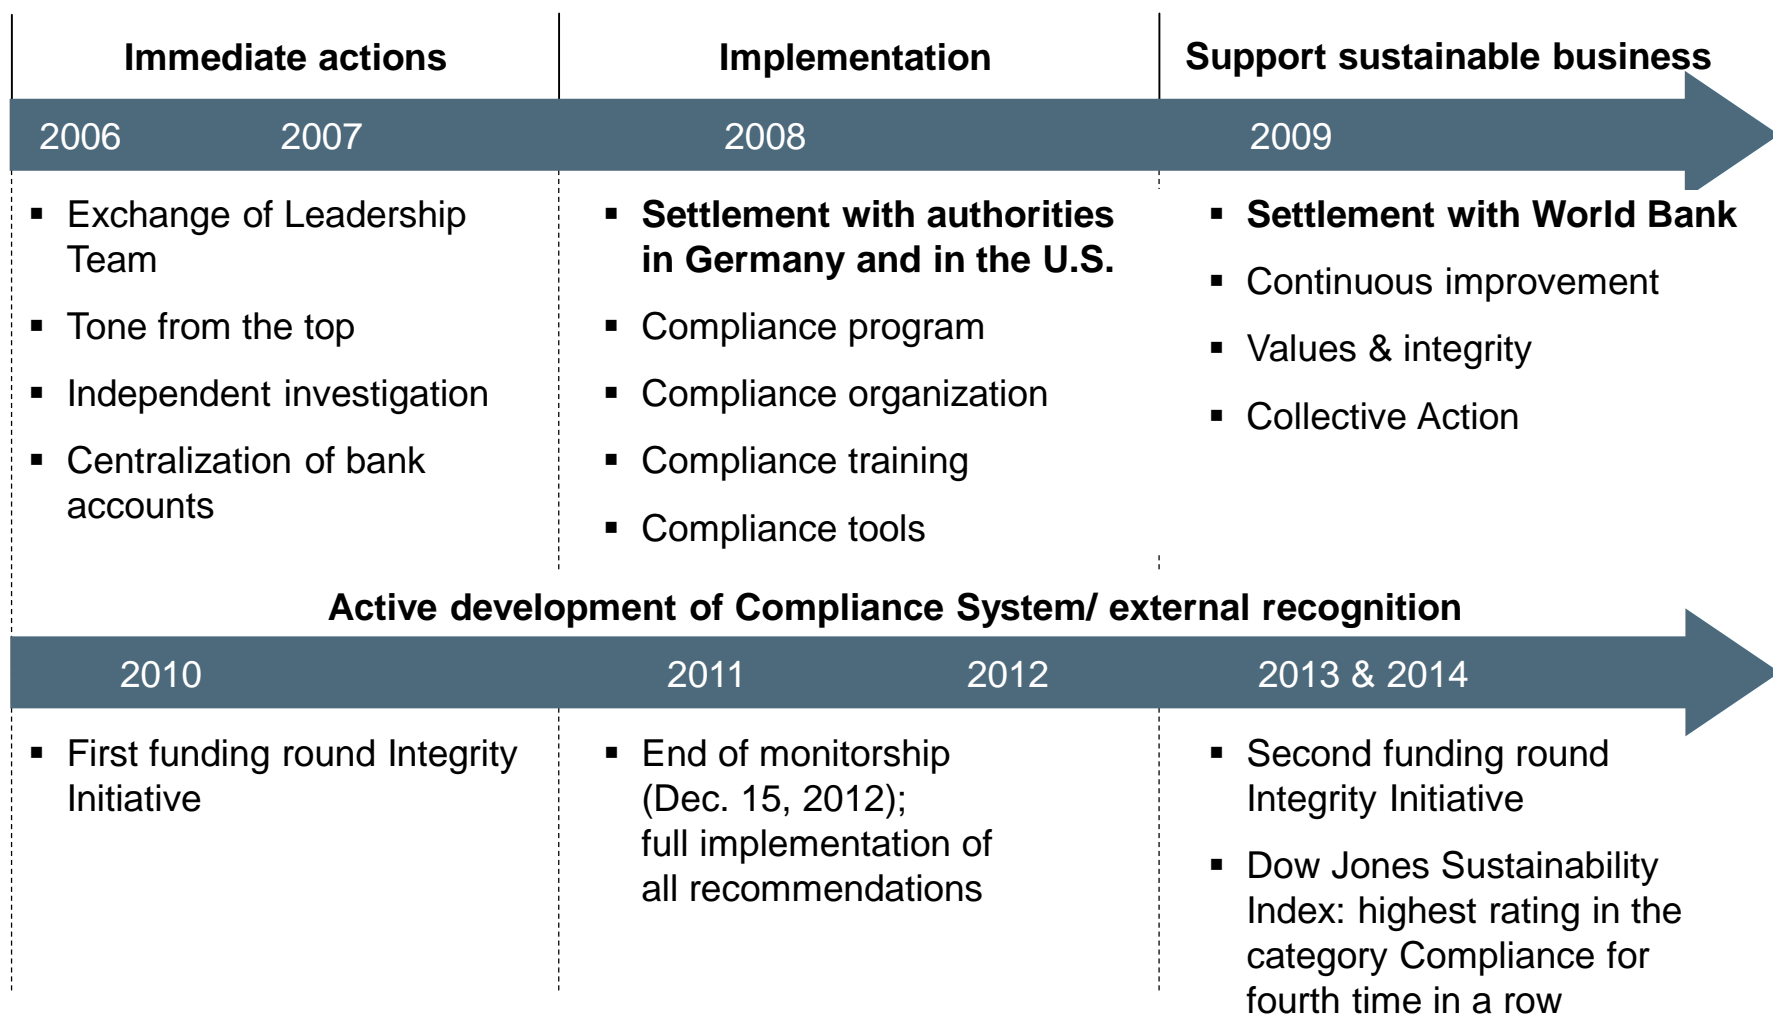 Immediate actions
Implementation
Support sustainable business
2006
2007
2008
2009
▪ Exchange of Leadership
Team
▪ Tone from the top
▪ Independent investigation
▪ Centralization of bank
accounts
▪ Settlement with authorities
in Germany and in the U.S.
▪ Compliance program
▪ Compliance organization
▪ Compliance training
▪ Compliance tools
▪ Settlement with World Bank
▪ Continuous improvement
▪ Values & integrity
▪ Collective Action
Active development of Compliance System/ external recognition
2010
2011
2012
2013 & 2014
▪ First funding round Integrity
Initiative
▪ End of monitorship
(Dec. 15, 2012);
full implementation of
all recommendations
▪ Second funding round
Integrity Initiative
▪ Dow Jones Sustainability
Index: highest rating in the
category Compliance for
fourth time in a row